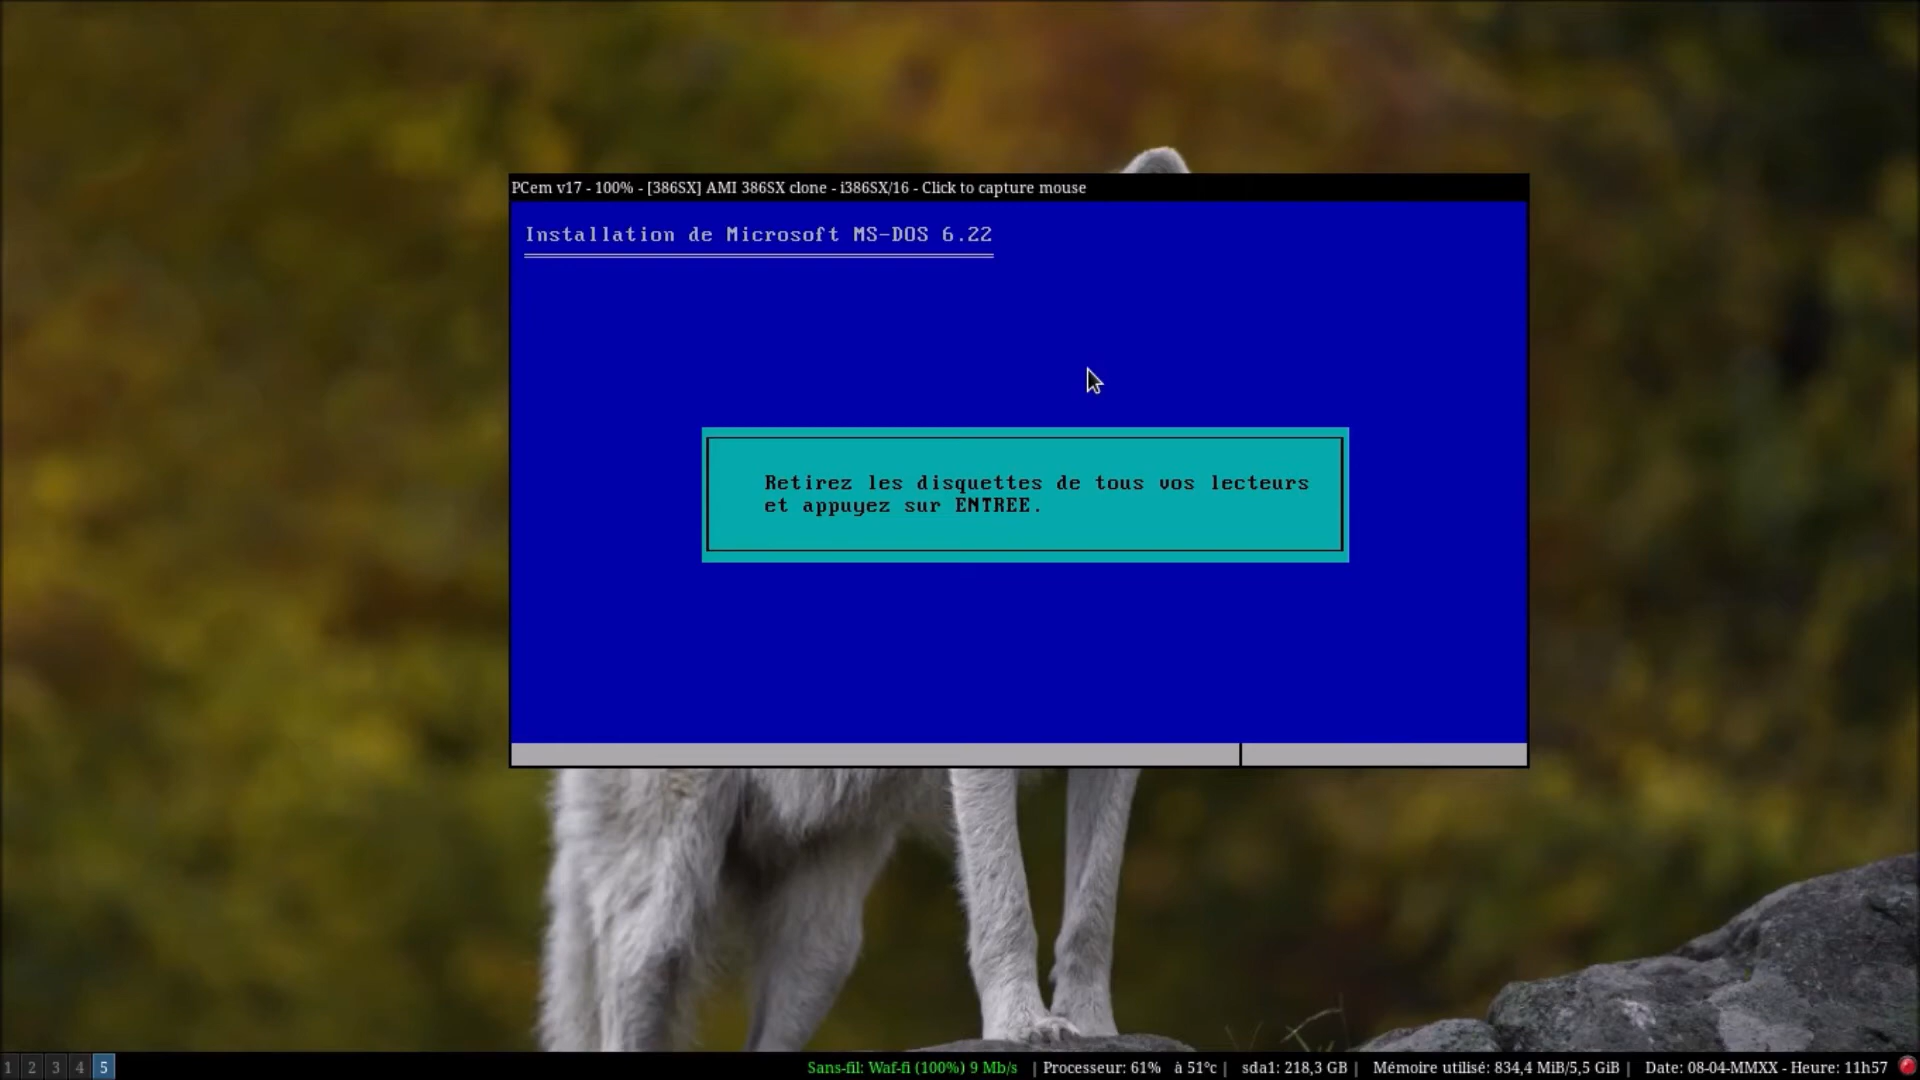 PCem v17 - 100% - [386SX] AMI 386SX clone - i386SX/16 - Click to capture mouse
Installation de Microsoft MS-DOS 6.22
Retirez les disquettes de tous vos lecteurs
et appuyez sur ENTREE.
1 2 3 4 5 Sans-fil: Waf-fi (100%) 9 Mb/s | Processeur: 61% à 51°c | sda1: 218,3 GB | Mémoire utilisé: 834,4 MiB/5,5 GiB | Date: 08-04-MMXX - Heure: 11h57